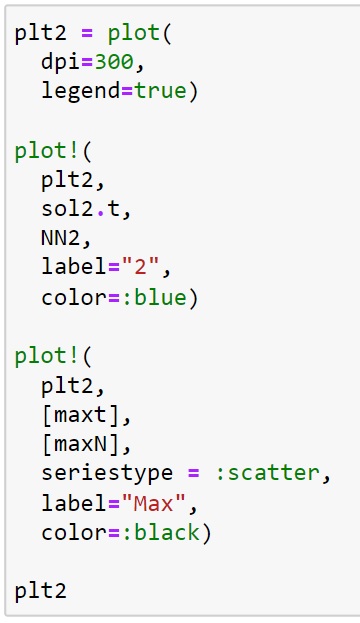 plt2 = plot(
  dpi=300,
  legend=true)

plot!(
  plt2,
  sol2.t,
  NN2,
  label="2",
  color=:blue)

plot!(
  plt2,
  [maxt],
  [maxN],
  seriestype = :scatter,
  label="Max",
  color=:black)

plt2